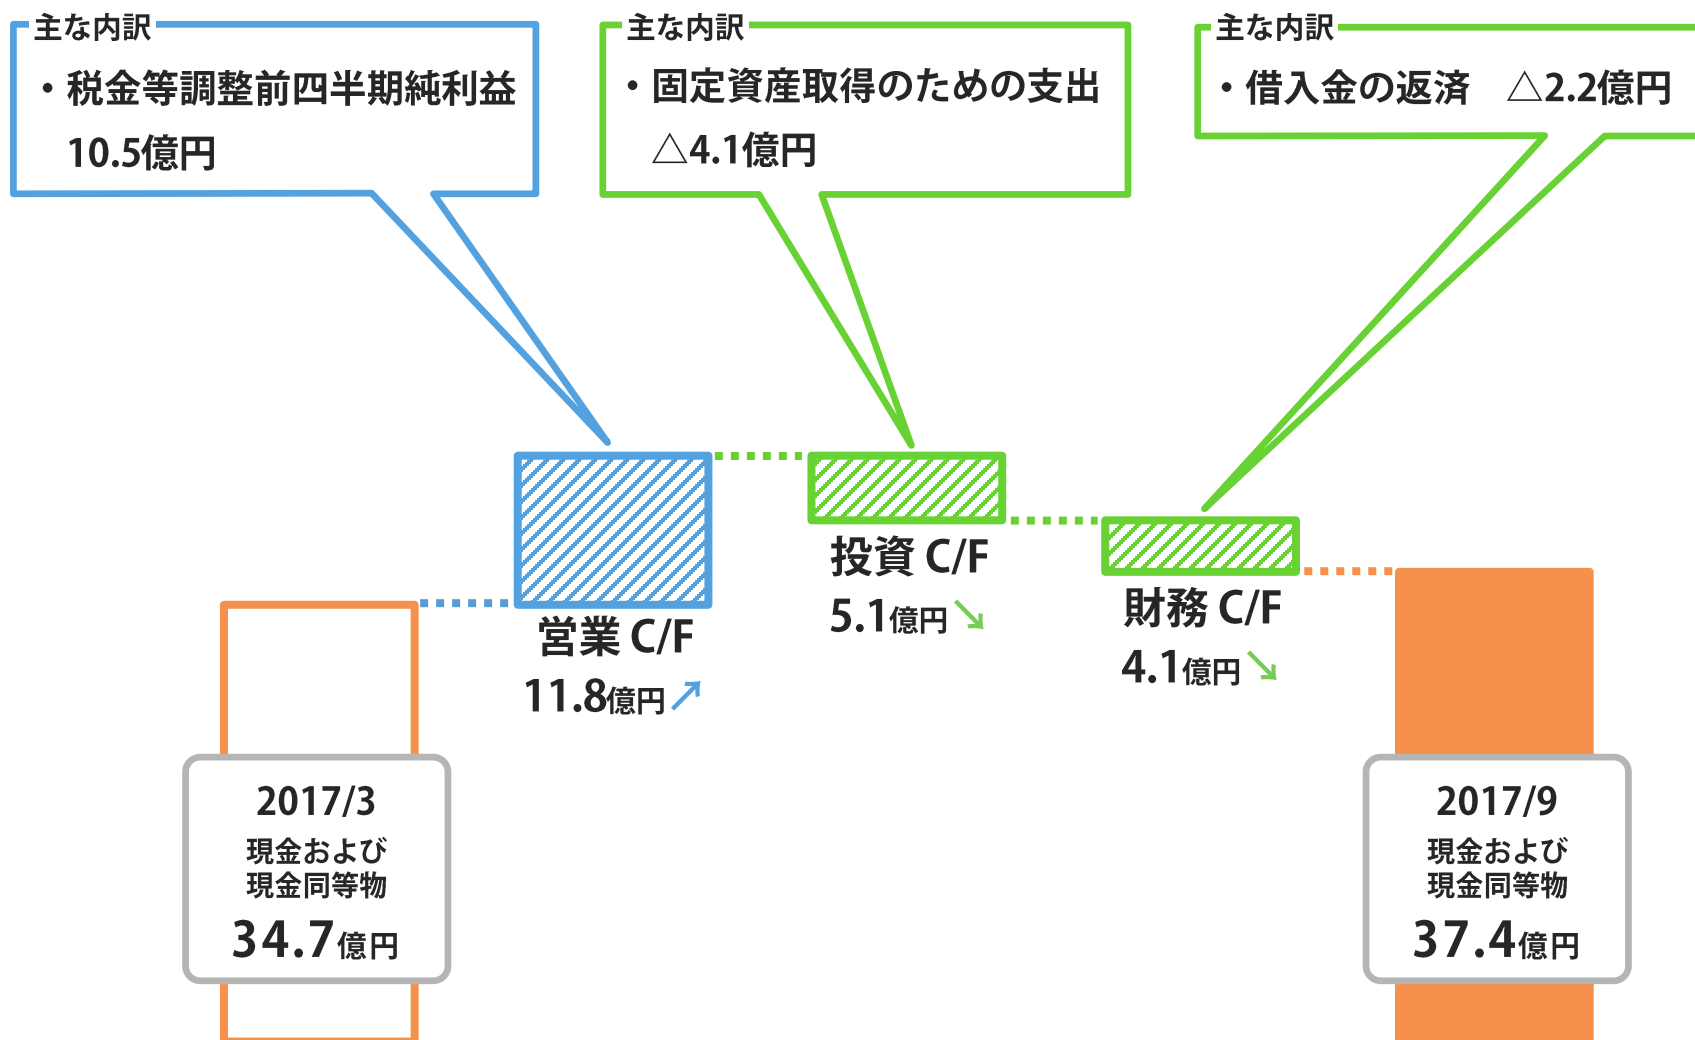 主な内訳
・税金等調整前四半期純利益
10.5億円
主な内訳
・固定資産取得のための支出
△4.1億円
主な内訳
・借入金の返済　△2.2億円
営業 C/F
11.8億円↗
投資 C/F
5.1億円↘
財務 C/F
4.1億円↘
2017/3
現金および
現金同等物
34.7億円
2017/9
現金および
現金同等物
37.4億円